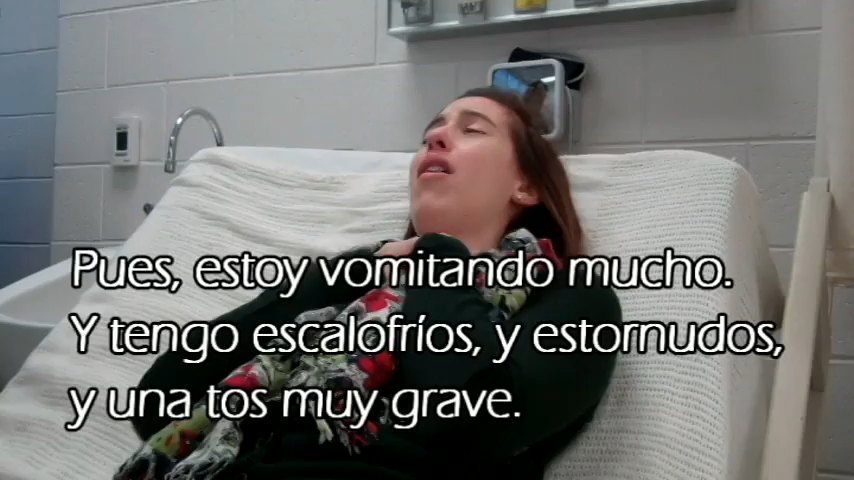 Pues, estoy vomitando mucho.
Y tengo escalofríos, y estornudos,
y una tos muy grave.